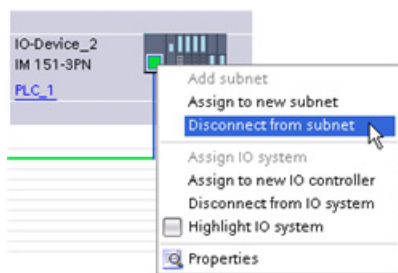 IO-Device_2
IM 151-3PN
PLC_1
Add subnet
Assign to new subnet
Disconnect from subnet
Assign IO system
Assign to new IO controller
Disconnect from IO system
Highlight IO system
Properties